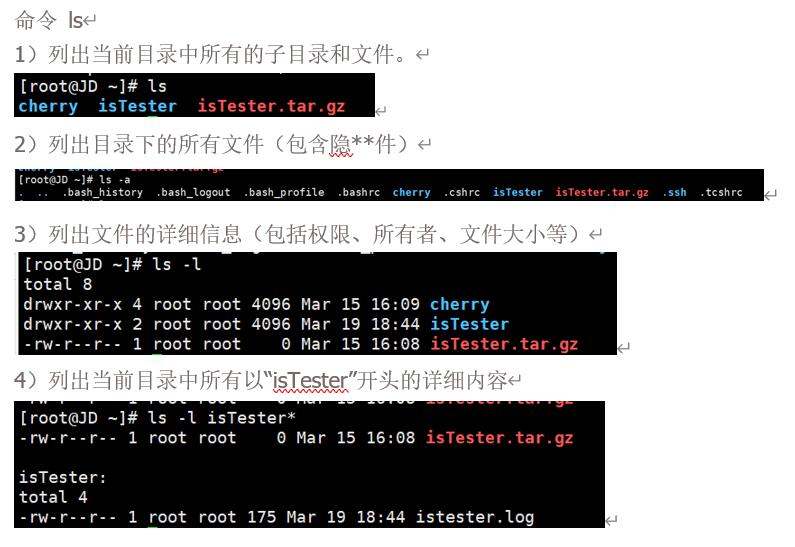 命令 ls
1）列出当前目录中所有的子目录和文件。
[root@JD ~]# ls
cherry isTester isTester.tar.gz
2）列出目录下的所有文件（包含隐**件）
[root@JD ~]# ls -a
. .. .bash_history .bash_logout .bash_profile .bashrc cherry .cshrc isTester isTester.tar.gz .ssh .tcshrc
3）列出文件的详细信息（包括权限、所有者、文件大小等）
[root@JD ~]# ls -l
total 8
drwxr-xr-x 4 root root 4096 Mar 15 16:09 cherry
drwxr-xr-x 2 root root 4096 Mar 19 18:44 isTester
-rw-r--r-- 1 root root    0 Mar 15 16:08 isTester.tar.gz
4）列出当前目录中所有以“isTester”开头的详细内容
[root@JD ~]# ls -l isTester*
-rw-r--r-- 1 root root    0 Mar 15 16:08 isTester.tar.gz
isTester:
total 4
-rw-r--r-- 1 root root 175 Mar 19 18:44 istester.log